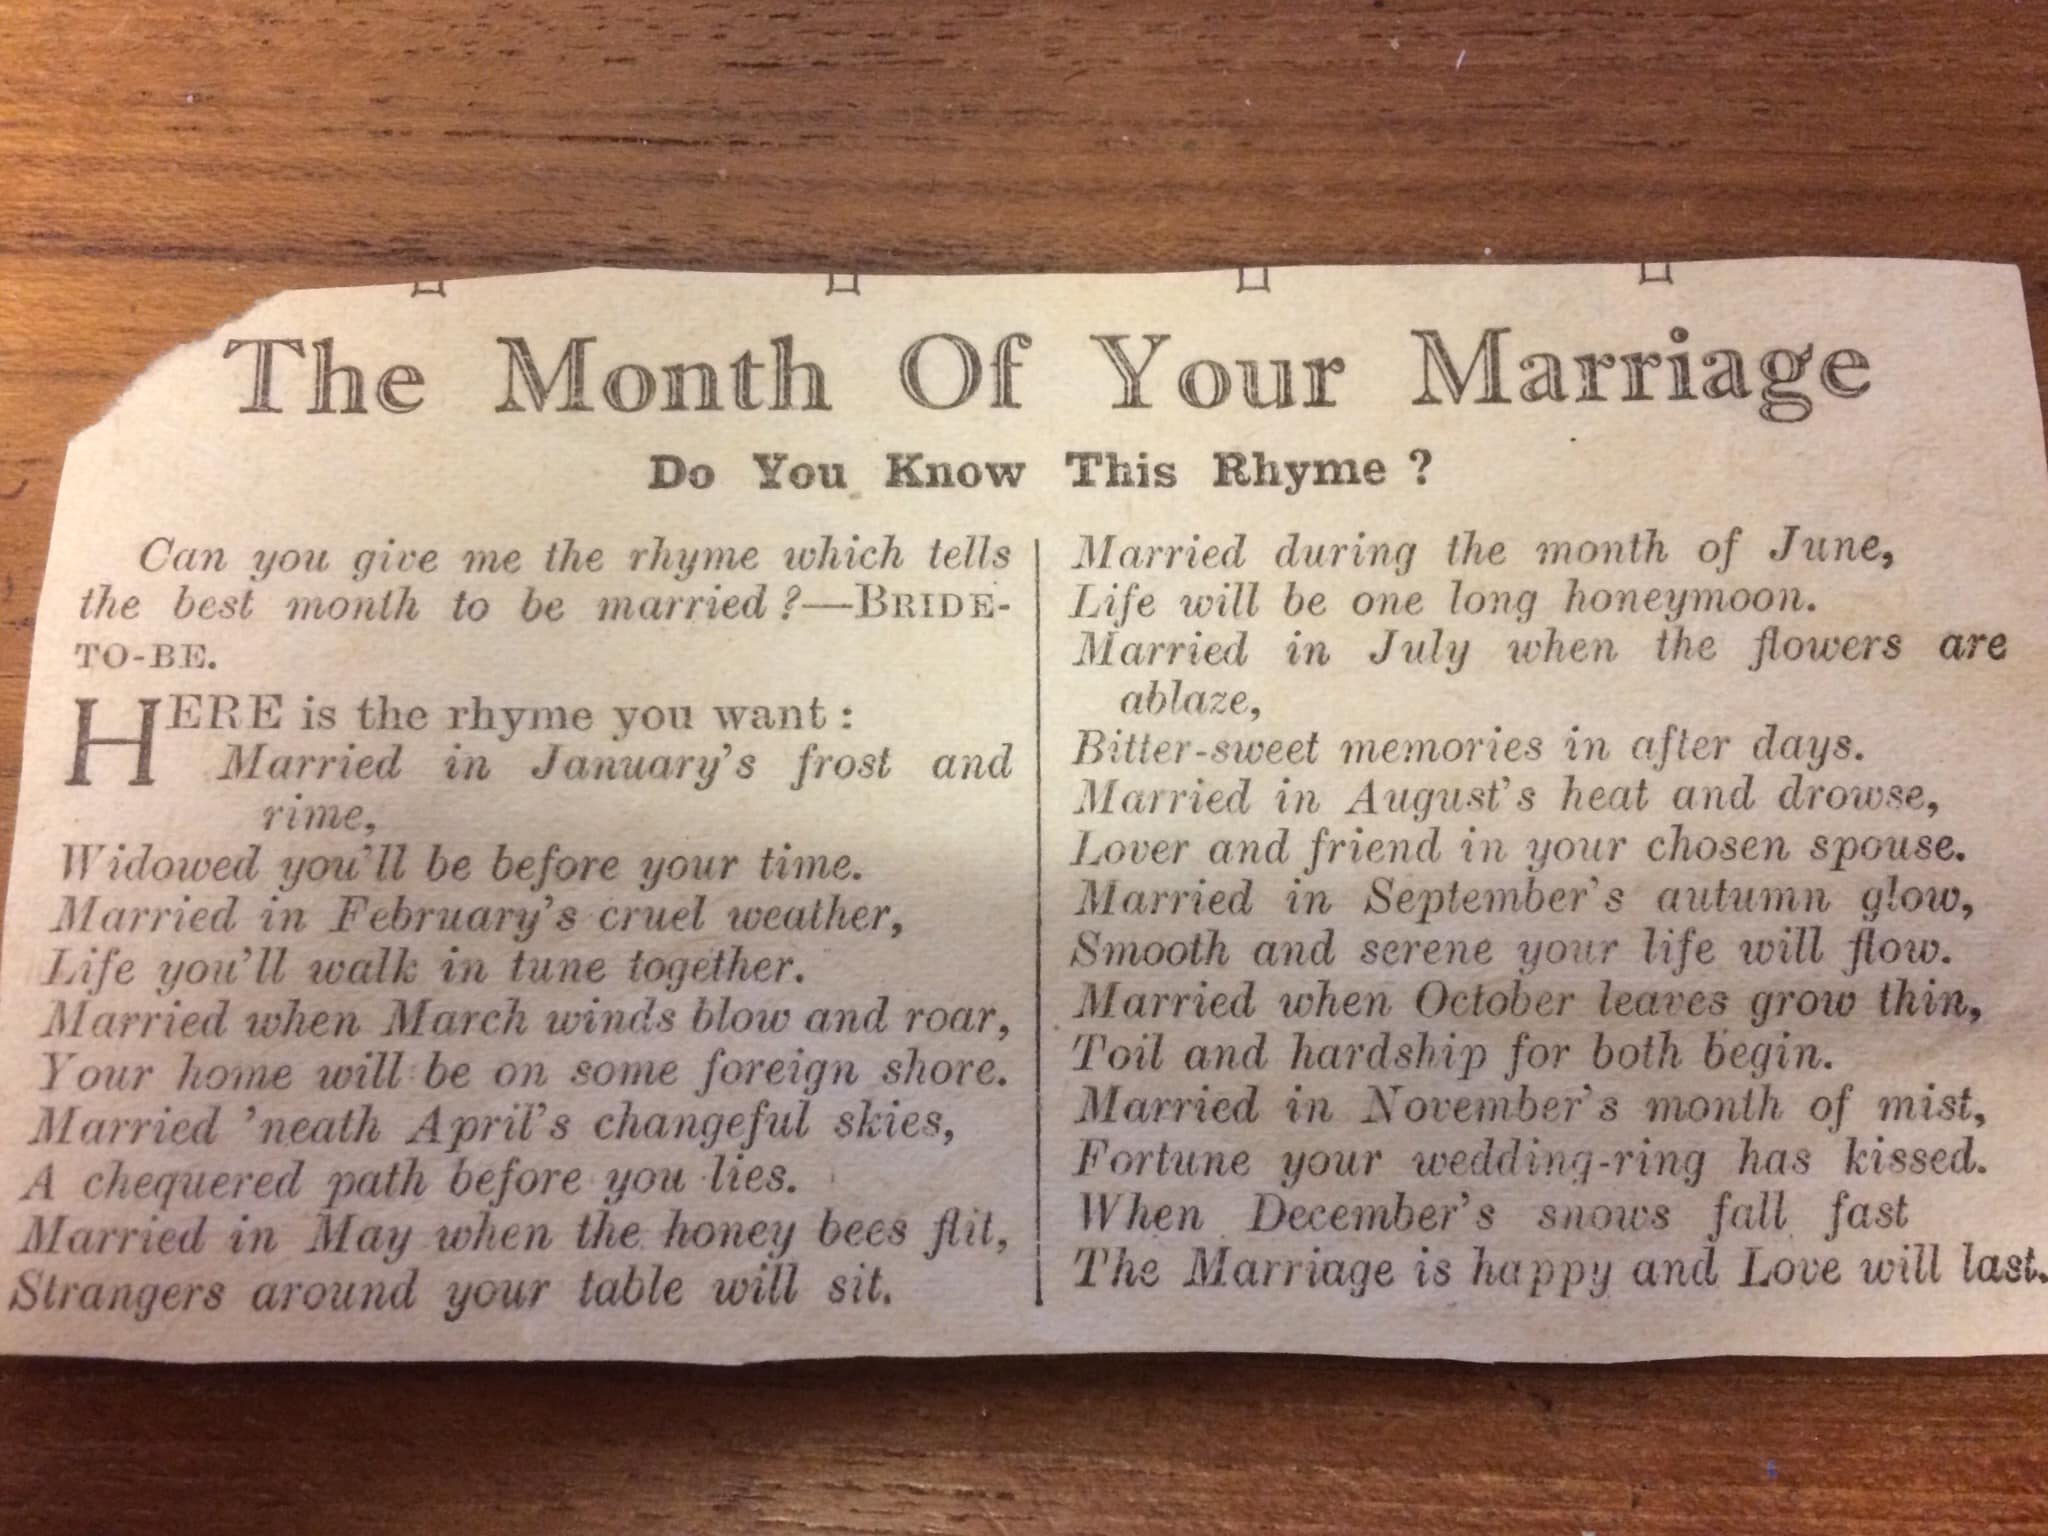 The Month Of Your Marriage
Do You Know This Rhyme ?
Can you give me the rhyme which tells
the best month to be married ?—BRIDE-
TO-BE.
HERE is the rhyme you want :
Married in January's frost and
rime,
Widowed you'll be before your time.
Married in February's cruel weather,
Life you'll walk in tune together.
Married when March winds blow and roar,
Your home will be on some foreign shore.
Married 'neath April's changeful skies,
A chequered path before you lies.
Married in May when the honey bees flit,
Strangers around your table will sit.
Married during the month of June,
Life will be one long honeymoon.
Married in July when the flowers are
ablaze,
Bitter-sweet memories in after days.
Married in August's heat and drowse,
Lover and friend in your chosen spouse.
Married in September's autumn glow,
Smooth and serene your life will flow.
Married when October leaves grow thin,
Toil and hardship for both begin.
Married in November's month of mist,
Fortune your wedding-ring has kissed.
When December's snows fall fast
The Marriage is happy and Love will last.